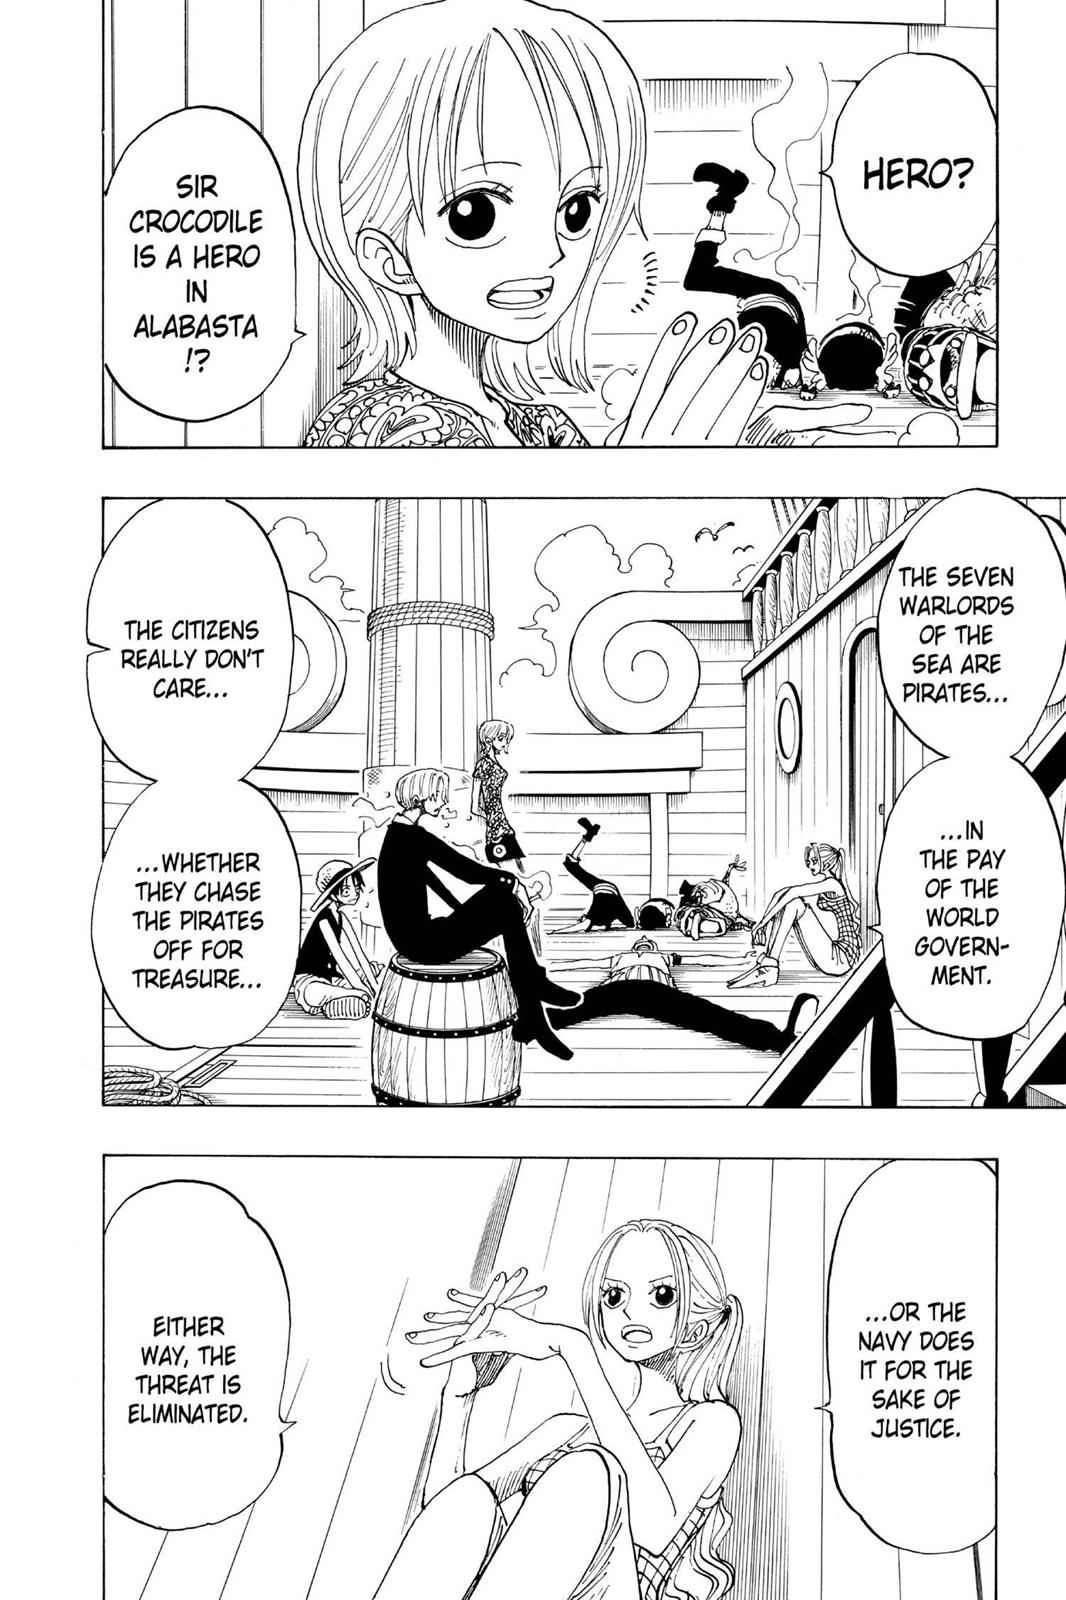 HERO?
SIR
CROCODILE
IS A HERO
IN
ALABASTA
!?
THE SEVEN
WARLORDS
OF THE
SEA ARE
PIRATES...
...IN
THE PAY
OF THE
WORLD
GOVERN-
MENT.
THE CITIZENS
REALLY DON'T
CARE...
...WHETHER
THEY CHASE
THE PIRATES
OFF FOR
TREASURE...
...OR THE
NAVY DOES
IT FOR THE
SAKE OF
JUSTICE.
EITHER
WAY, THE
THREAT IS
ELIMINATED.